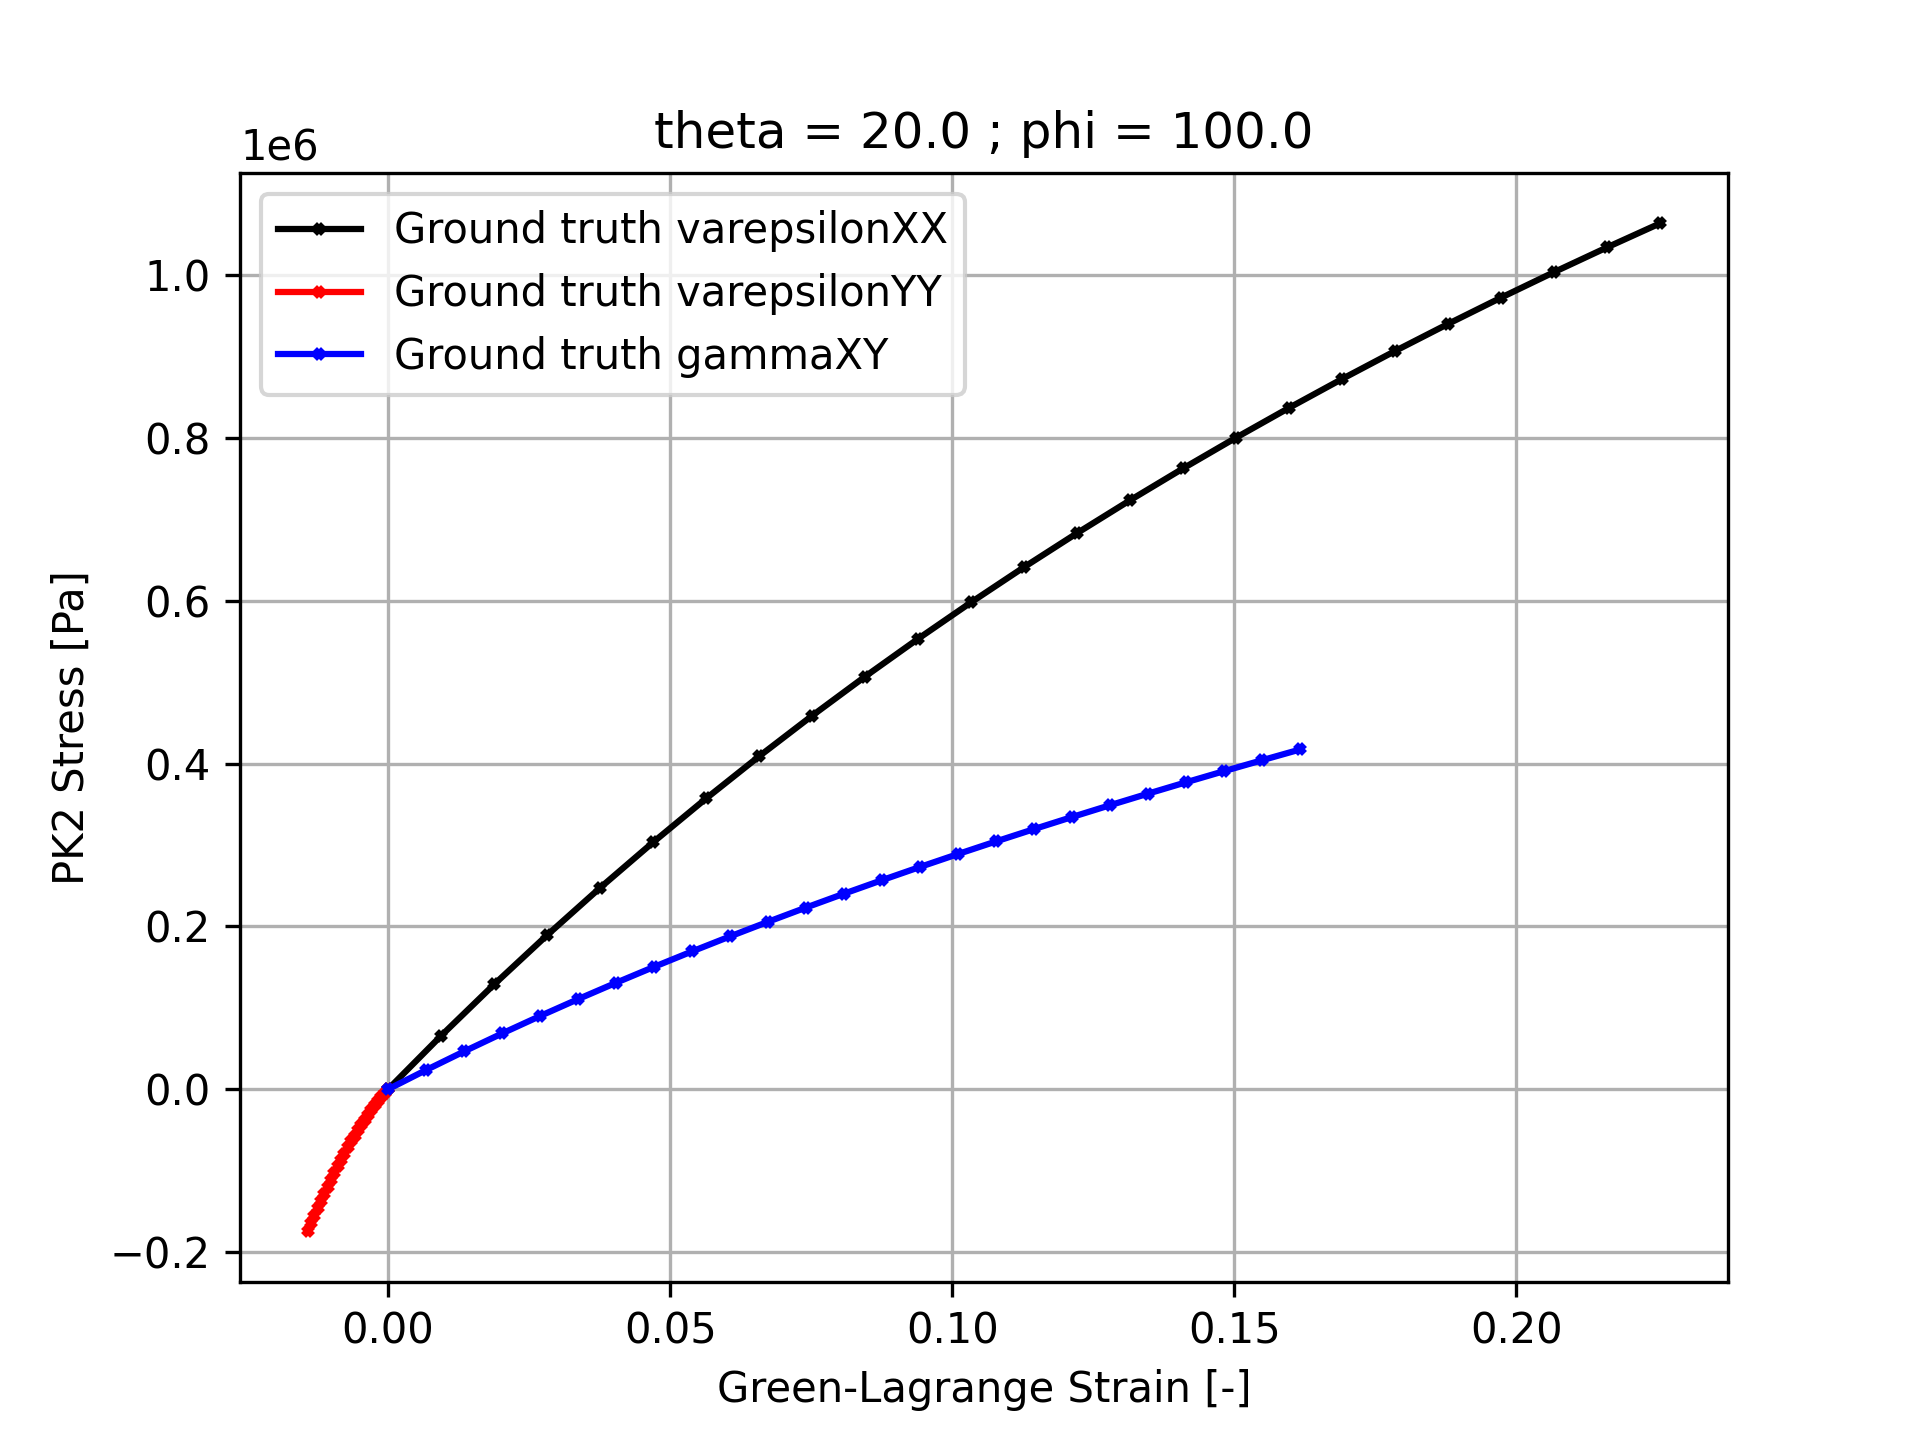 theta = 20.0 ; phi = 100.0
1e6
Ground truth varepsilonXX
Ground truth varepsilonYY
Ground truth gammaXY
1.0
0.8
0.6
0.4
0.2
0.0
−0.2
PK2 Stress [Pa]
0.00 0.05 0.10 0.15 0.20
Green-Lagrange Strain [-]